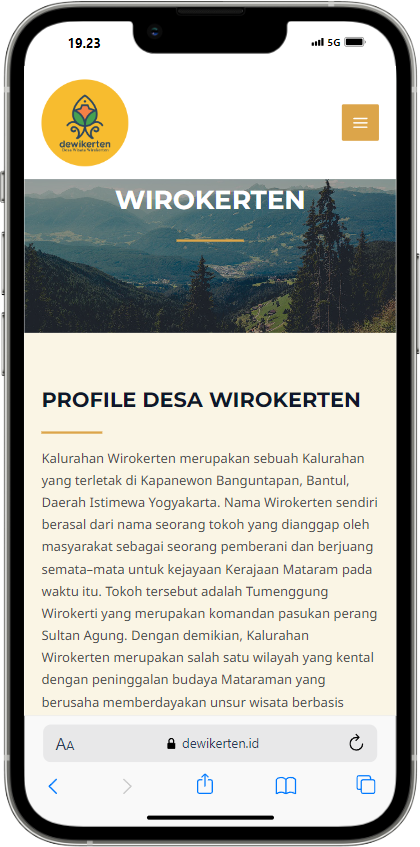 19.23
5G
dewikerten
Desa Wisata Wirokerten
WIROKERTEN
PROFILE DESA WIROKERTEN
Kalurahan Wirokerten merupakan sebuah Kalurahan
yang terletak di Kapanewon Banguntapan, Bantul,
Daerah Istimewa Yogyakarta. Nama Wirokerten sendiri
berasal dari nama seorang tokoh yang dianggap oleh
masyarakat sebagai seorang pemberani dan berjuang
semata–mata untuk kejayaan Kerajaan Mataram pada
waktu itu. Tokoh tersebut adalah Tumenggung
Wirokerti yang merupakan komandan pasukan perang
Sultan Agung. Dengan demikian, Kalurahan
Wirokerten merupakan salah satu wilayah yang kental
dengan peninggalan budaya Mataraman yang
berusaha memberdayakan unsur wisata berbasis
AA
dewikerten.id